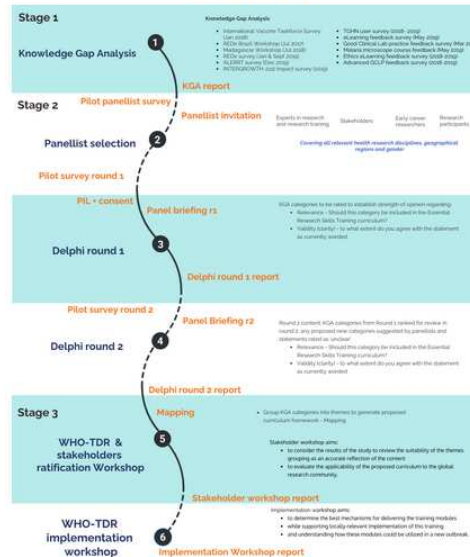 Stage 1
Knowledge Gap Analysis
1
Knowledge Gap Analysis
• International Vaccine Taskforce Survey
(Jan 2018)
• REDe Brazil Workshop (Jul 2017)
• Madagascar Workshop (Jul 2018)
• REDe survey (Jan & Sept 2019)
• ALERRT survey (Dec 2019)
• INTERGROWTH-21st Impact survey (2019)
• TGHN user survey (2018-2019)
• eLearning feedback survey (May 2019)
• Good Clinical Lab practice feedback survey (Mar
• Malaria microscope course feedback (May 2019)
• Ethics eLearning survey (2018-2019)
• Advanced GCLP feedback survey (2018-2019)
KGA report
Stage 2
Pilot panellist survey
Panellist invitation
Panellist selection
2
Experts in research
and research training
Stakeholders
Early career
researchers
Research
participants
Covering all relevant health research disciplines, geographical
regions and gender
Pilot survey round 1
PIL + consent
Panel briefing r1
Delphi round 1
3
KGA categories to be rated to establish strength of opinion regarding:
• Relevance - Should this category be included in the Essential
Research Skills Training curriculum?
• Validity (clarity) - to what extent do you agree with the statement
as currently worded
Delphi round 1 report
Pilot survey round 2
Panel Briefing r2
Delphi round 2
4
Round 2 content: KGA categories from Round 1 ranked for review in
round 2, any proposed new categories suggested by panellists and
statements rated as 'unclear'
• Relevance - Should this category be included in the Essential
Research Skills Training curriculum?
• Validity (clarity) - to what extent do you agree with the statement
as currently worded
Delphi round 2 report
Stage 3
Mapping
• Group KGA categories into themes to generate proposed
curriculum framework - Mapping
WHO-TDR &
stakeholders
ratification Workshop
5
Stakeholder workshop aims:
• to consider the results of the study to review the suitability of the themes
grouping as an accurate reflection of the content
• to evaluate the applicability of the proposed curriculum to the global
research community.
Stakeholder workshop report
WHO-TDR
implementation
workshop
6
Implementation workshop aims:
• to determine the best mechanisms for delivering the training modules
• while supporting locally relevant implementation of this training
• and understanding how these modules could be utilized in a new outbreak
Implementation Workshop report